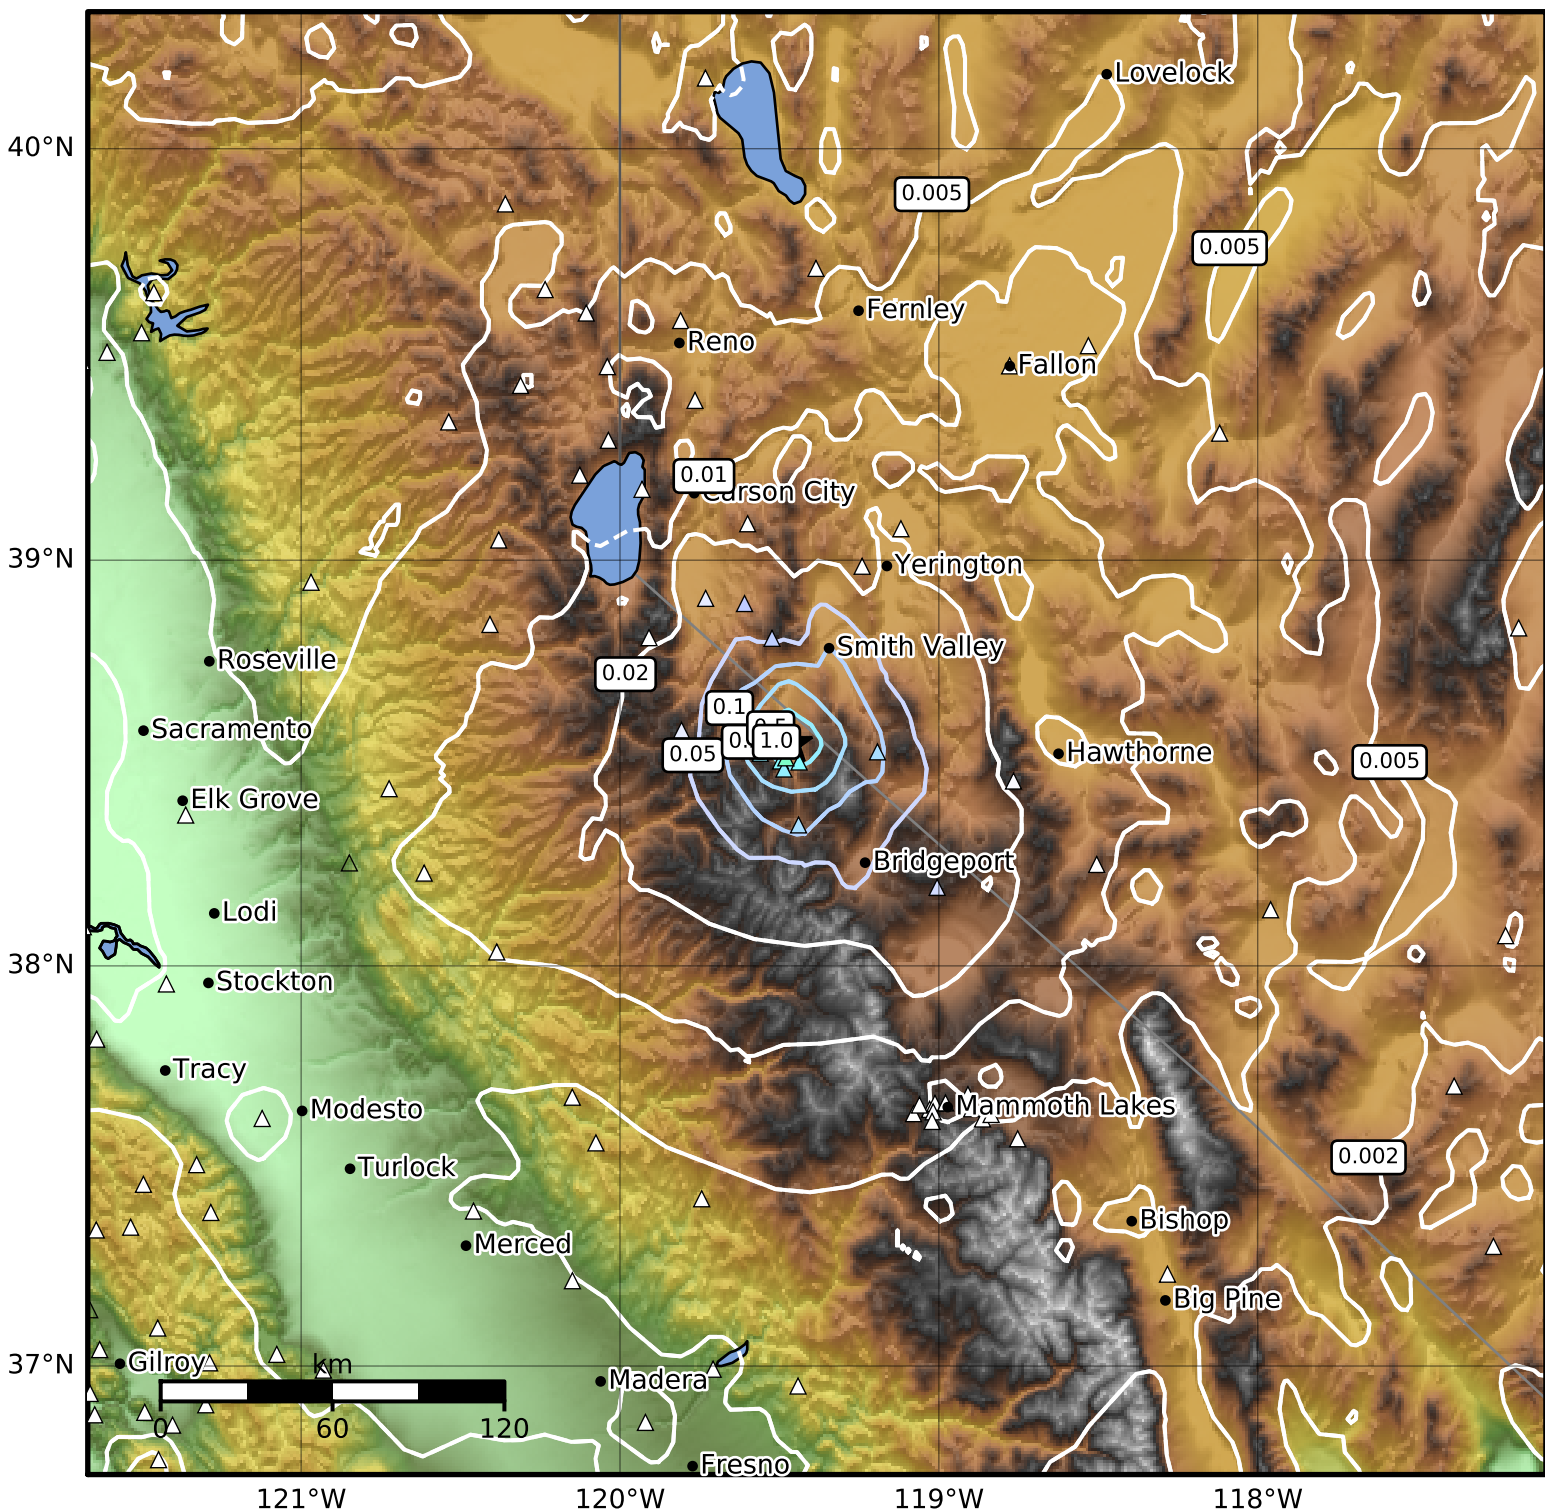 Lovelock
40°N
0.005
0.005
Fernley
Reno
Fallon
0.01
Carson City
39°N
Yerington
Smith Valley
Roseville
0.02
0.1
0.5
Sacramento
1.0
0.05
Hawthorne
0.005
Elk Grove
Bridgeport
Lodi
38°N
Stockton
Tracy
Modesto
Mammoth Lakes
Turlock
0.002
Bishop
Merced
Big Pine
37°N
Gilroy
km
Madera
0 60 120
Fresno
121°W 120°W 119°W 118°W